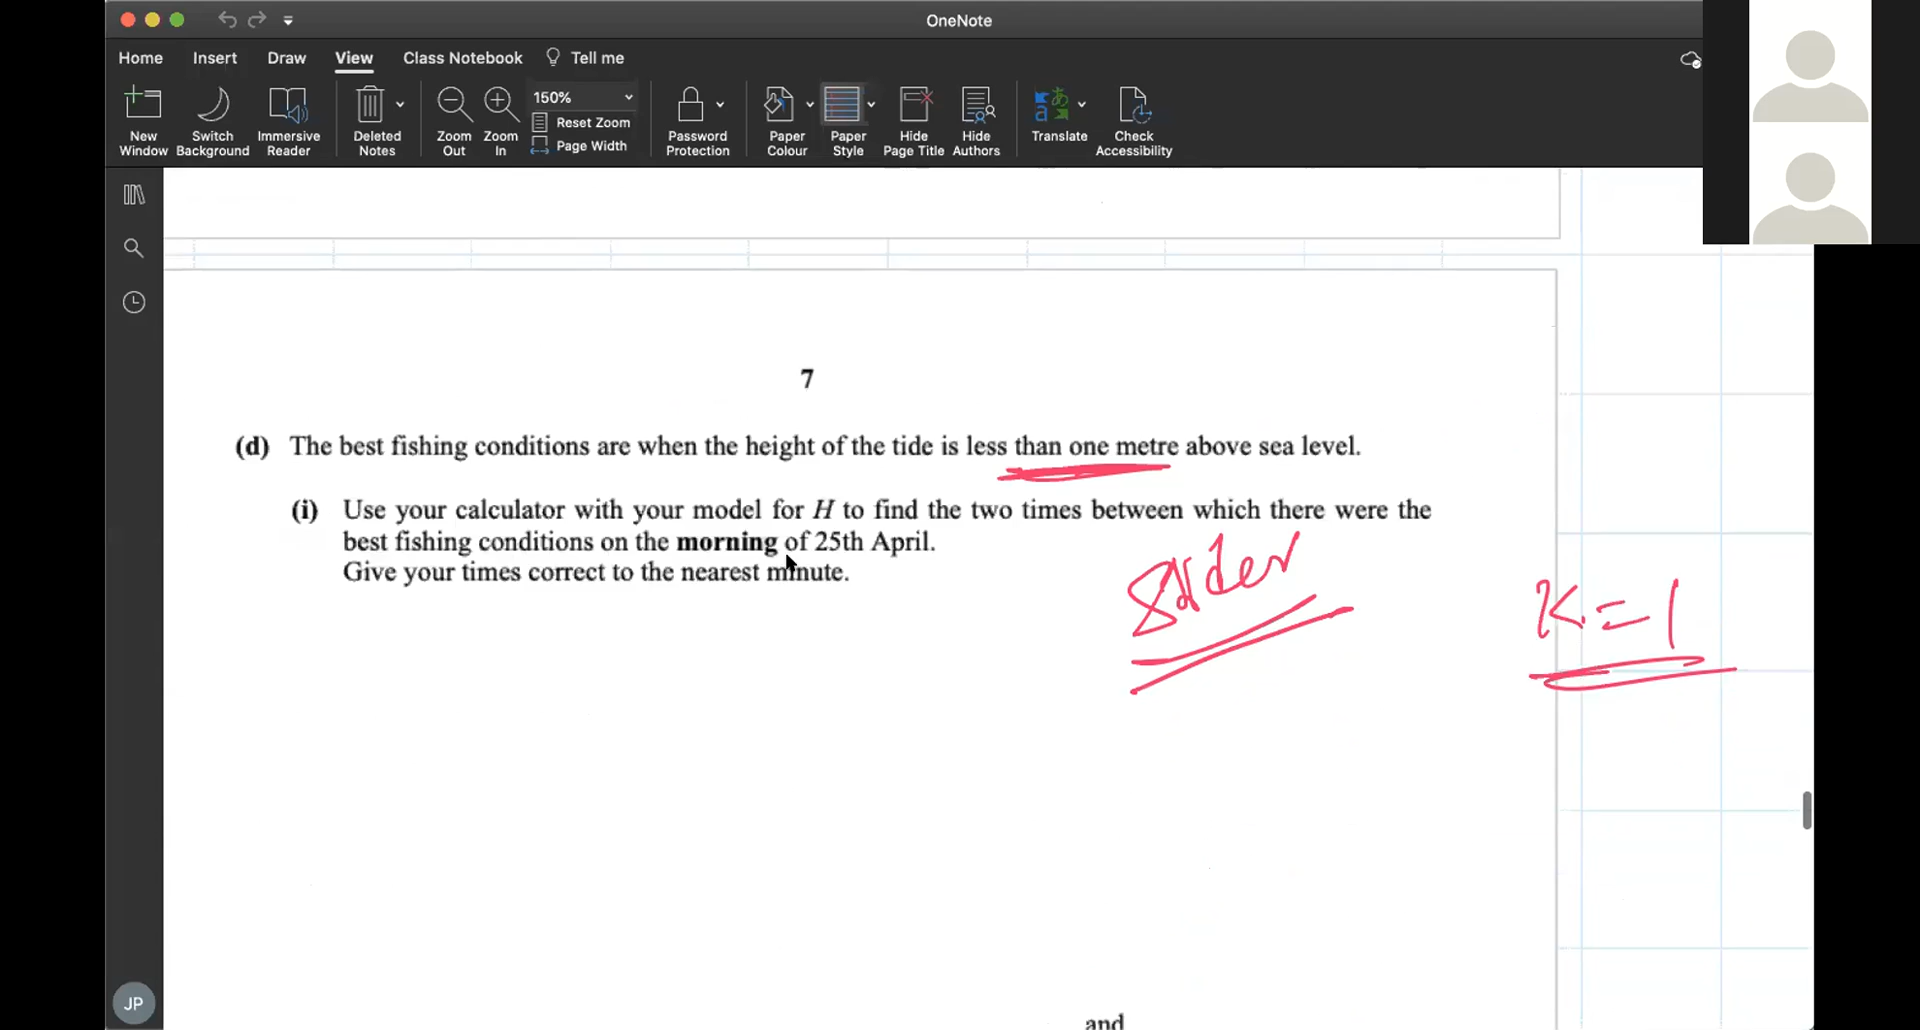 OneNote
Home Insert Draw View Class Notebook Tell me
New Window
Switch Background
Immersive Reader
Deleted Notes
Zoom Out
Zoom In
150%
Reset Zoom
Page Width
Password Protection
Paper Colour
Paper Style
Hide Page Title
Hide Authors
Translate
Check Accessibility
7
(d) The best fishing conditions are when the height of the tide is less than one metre above sea level.
(i) Use your calculator with your model for H to find the two times between which there were the
best fishing conditions on the morning of 25th April.
Give your times correct to the nearest minute.
K = 1
and
JP